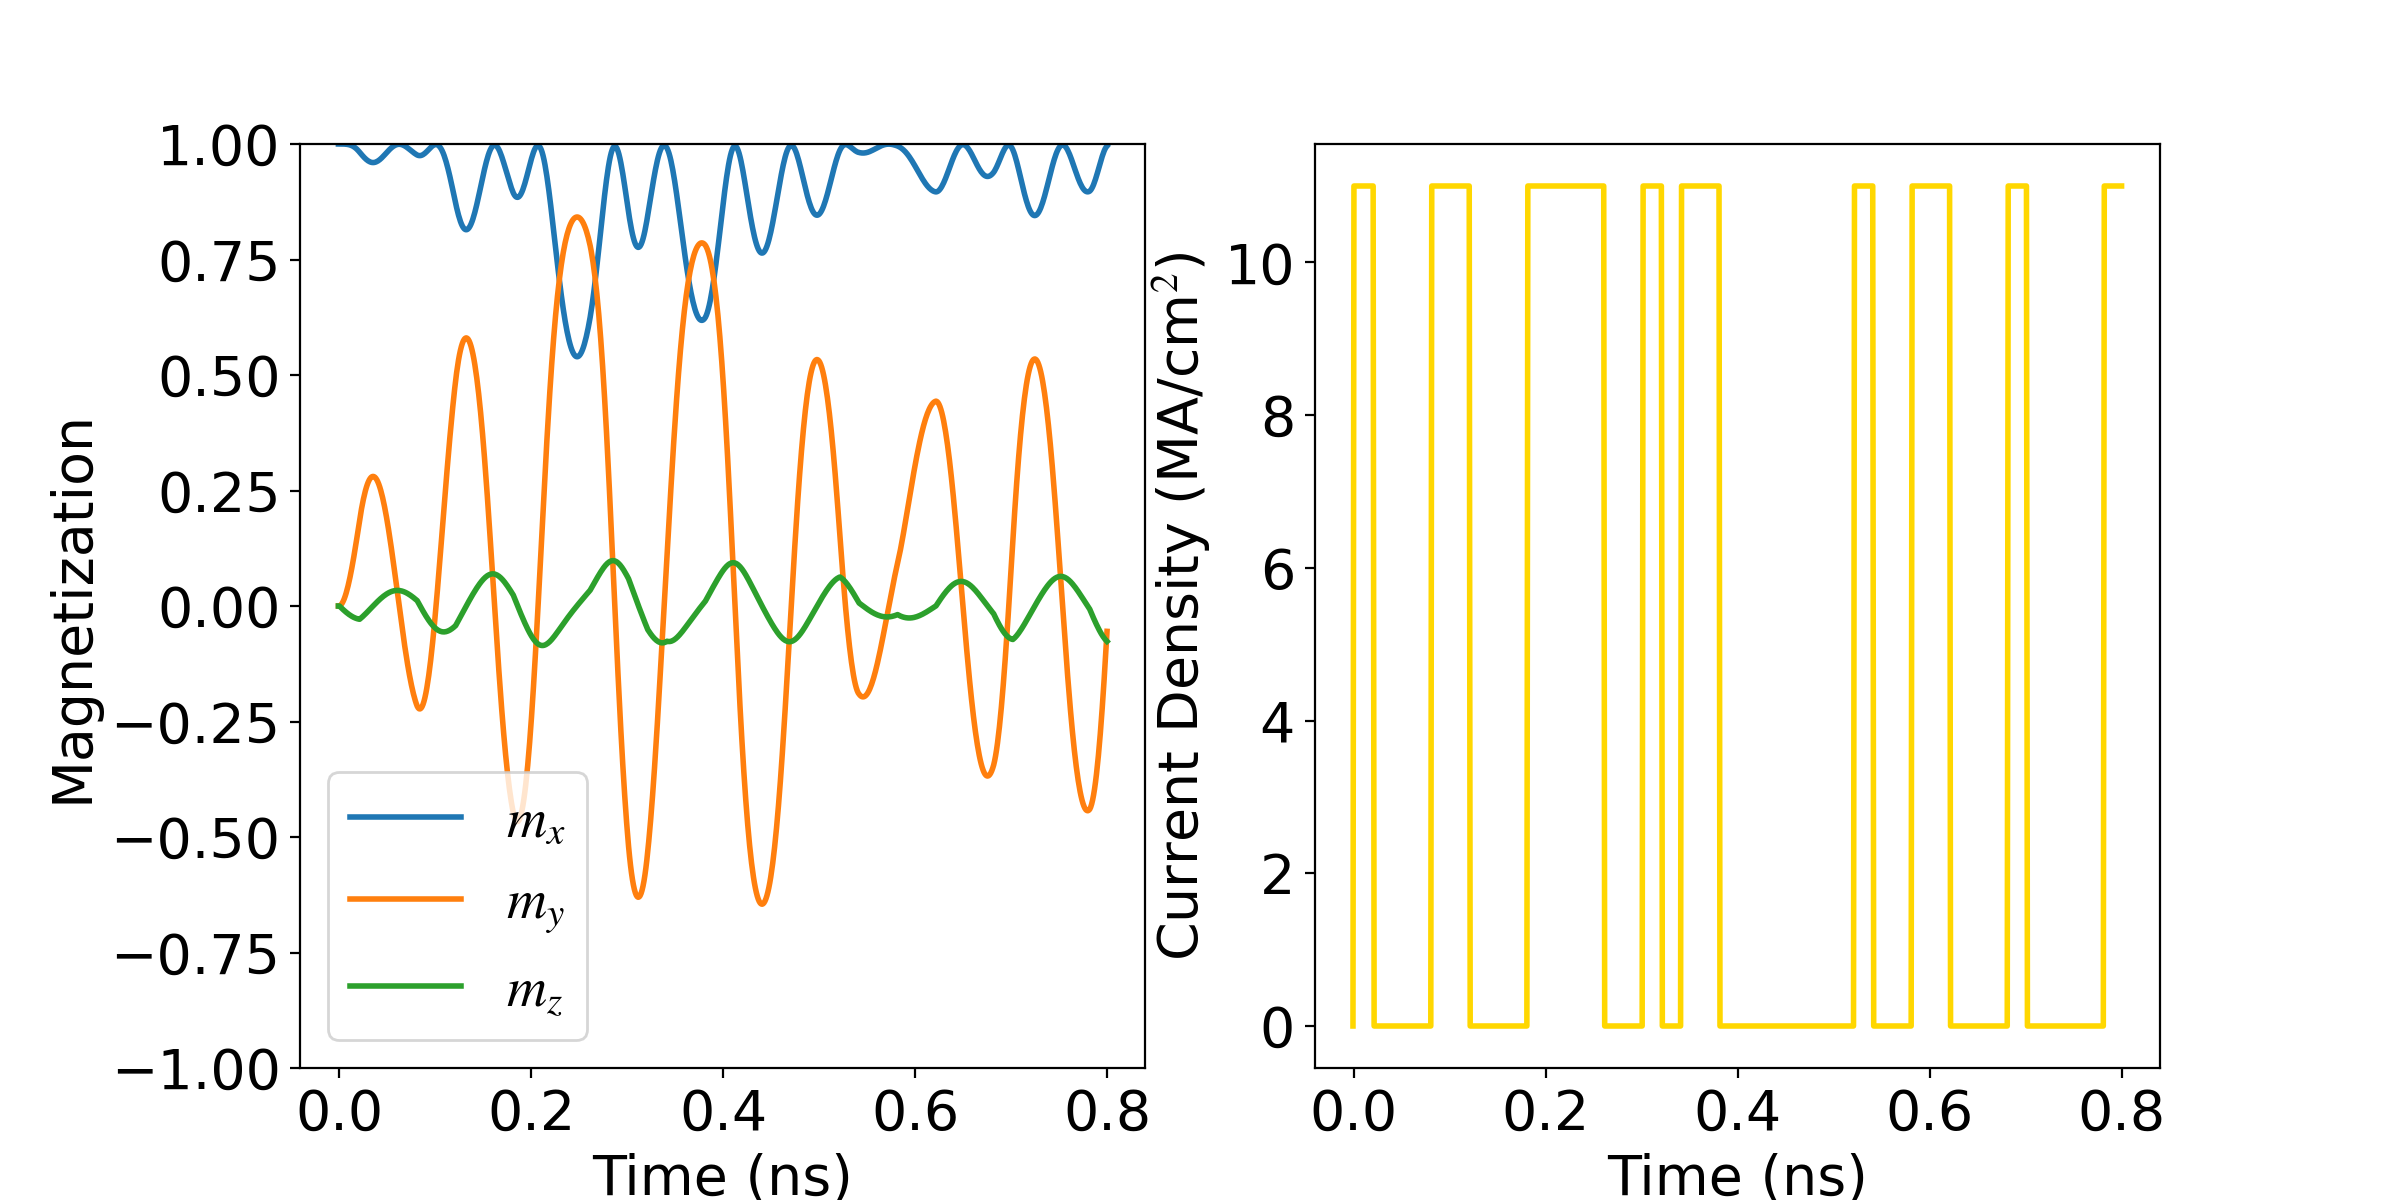 1.00
0.75
0.50
0.25
0.00
−0.25
−0.50
−0.75
−1.00
Magnetization
m_x
m_y
m_z
0.0 0.2 0.4 0.6 0.8
Time (ns)
Current Density (MA/cm²)
10
8
6
4
2
0
0.0 0.2 0.4 0.6 0.8
Time (ns)